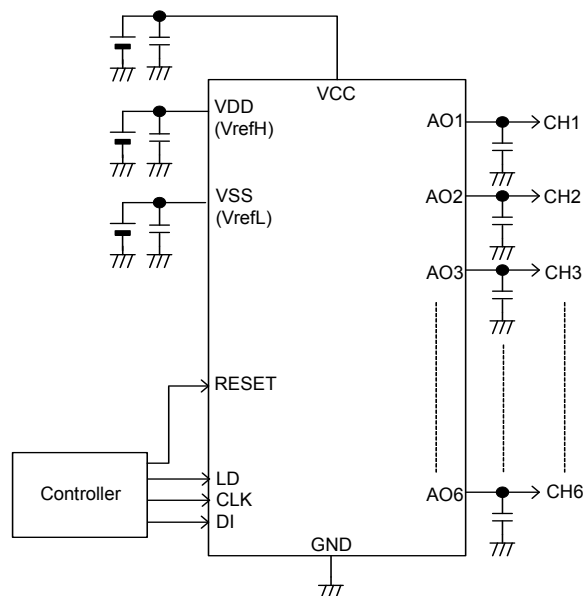 VCC
VDD
(VrefH)
AO1
CH1
VSS
(VrefL)
AO2
CH2
AO3
CH3
RESET
Controller
LD
CLK
DI
AO6
CH6
GND